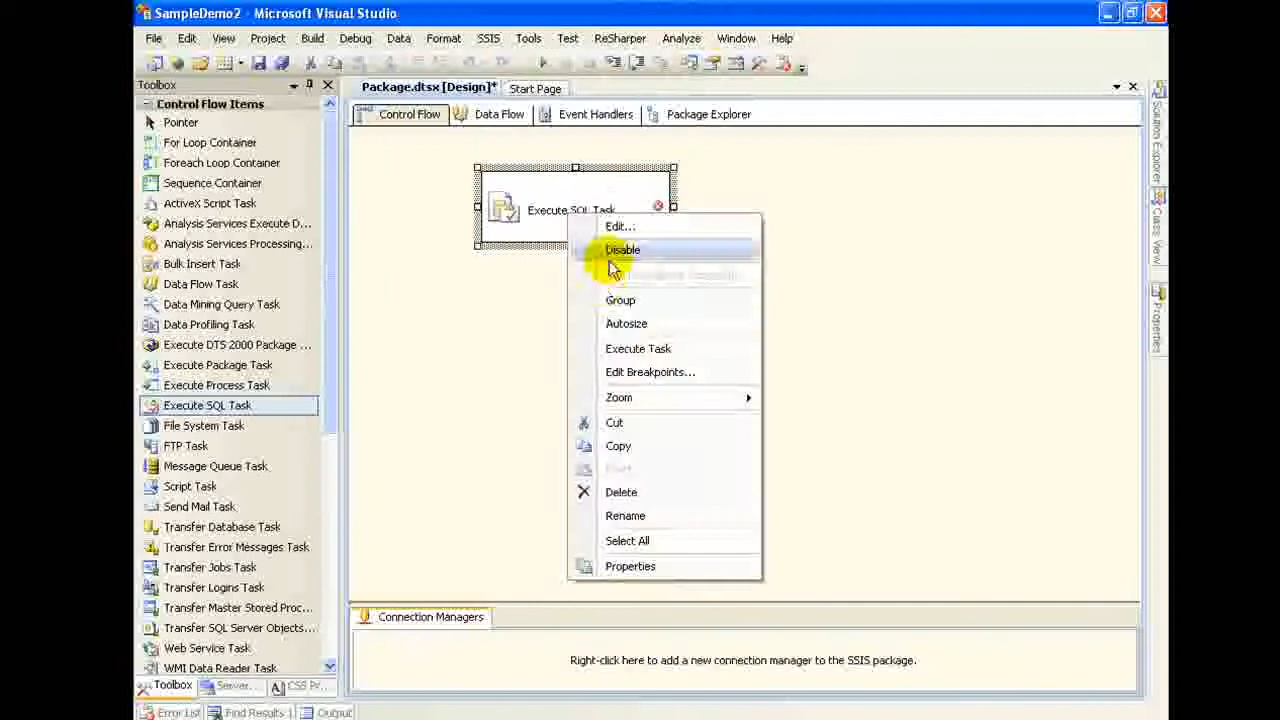 SampleDemo2 - Microsoft Visual Studio
File Edit View Project Build Debug Data Format SSIS Tools Test ReSharper Analyze Window Help
Toolbox
Package.dtsx [Design]* Start Page
Control Flow Items
Control Flow Data Flow Event Handlers Package Explorer
Pointer
For Loop Container
Foreach Loop Container
Sequence Container
ActiveX Script Task
Analysis Services Execute D...
Analysis Services Processing...
Bulk Insert Task
Data Flow Task
Data Mining Query Task
Data Profiling Task
Execute DTS 2000 Package ...
Execute Package Task
Execute Process Task
Execute SQL Task
File System Task
FTP Task
Message Queue Task
Script Task
Send Mail Task
Transfer Database Task
Transfer Error Messages Task
Transfer Jobs Task
Transfer Logins Task
Transfer Master Stored Proc...
Transfer SQL Server Objects...
Web Service Task
WMI Data Reader Task
Toolbox Server... CSS Pr...
Execute SQL Task
Edit...
Disable
Group
Autosize
Execute Task
Edit Breakpoints...
Zoom
Cut
Copy
Delete
Rename
Select All
Properties
Connection Managers
Right-click here to add a new connection manager to the SSIS package.
Solution Explorer
Class View
Properties
Error List Find Results 1 Output